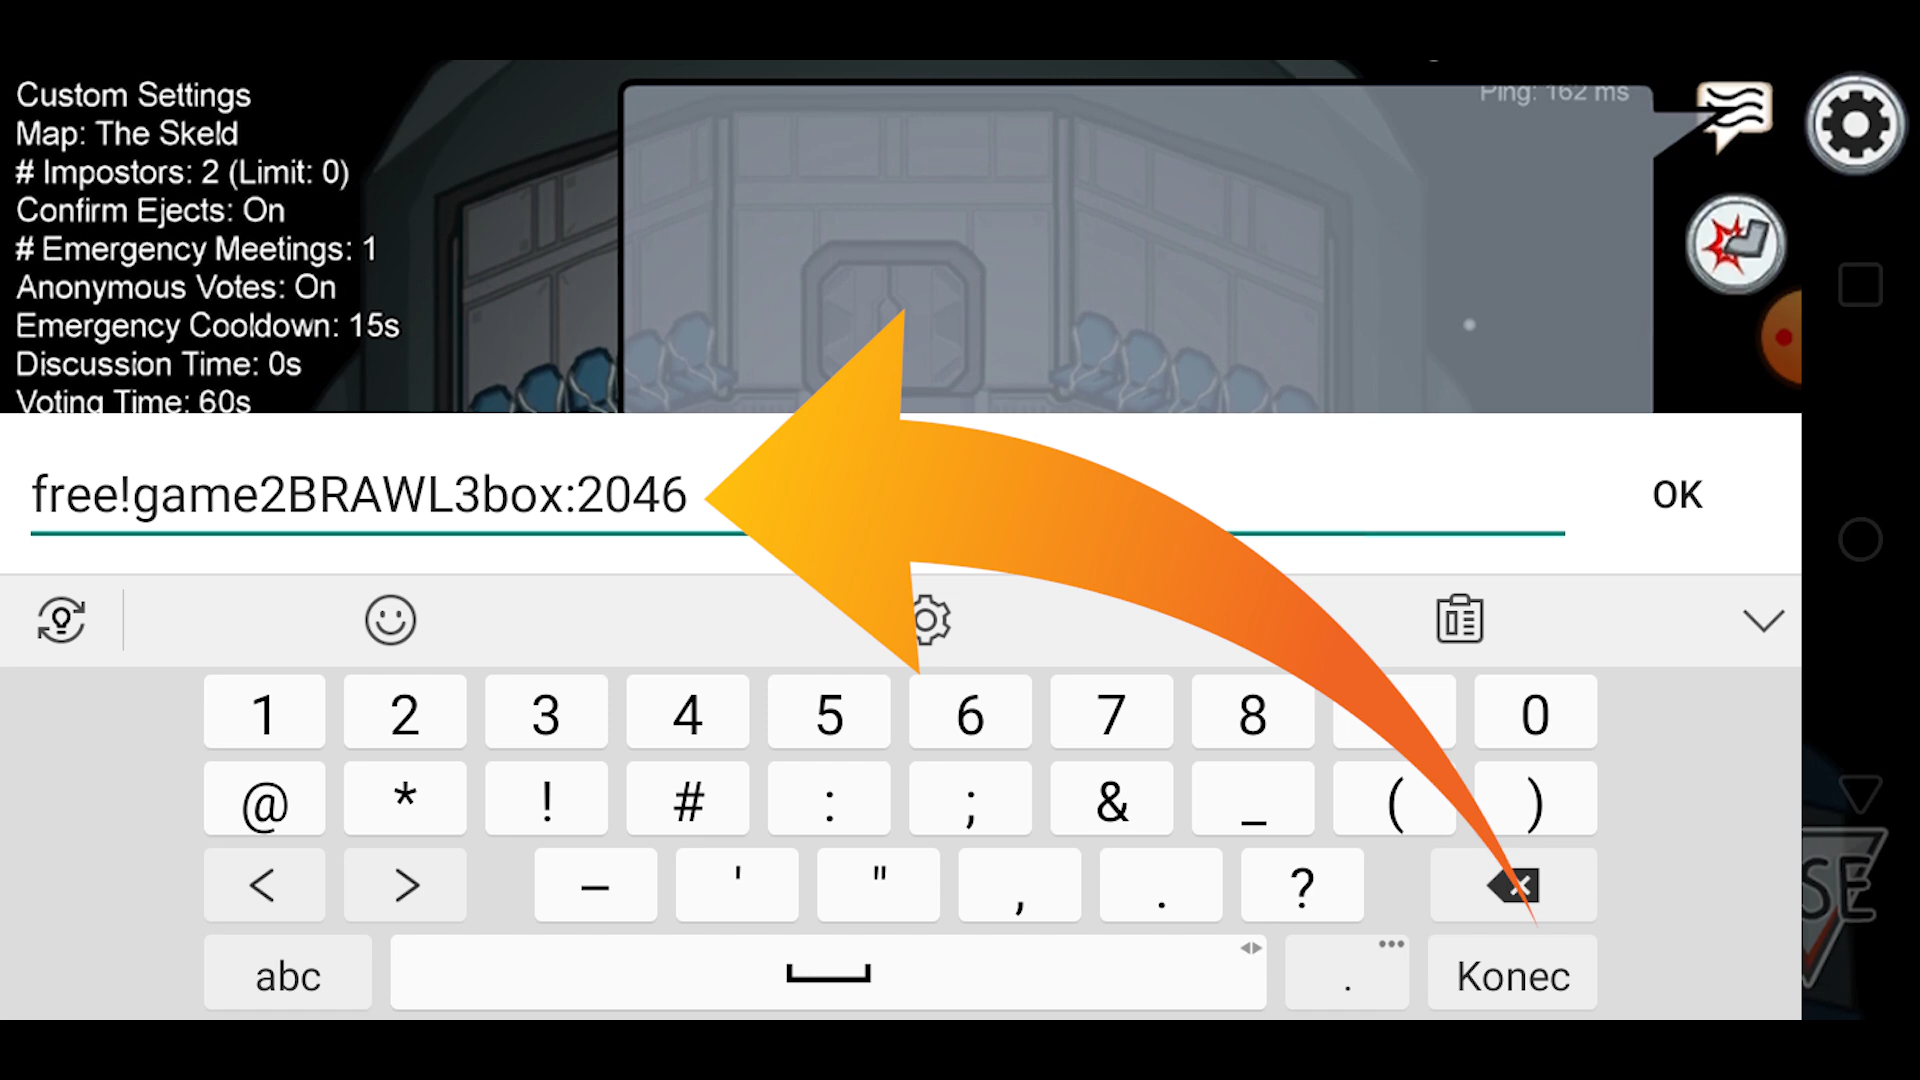 Custom Settings
Map: The Skeld
# Impostors: 2 (Limit: 0)
Confirm Ejects: On
# Emergency Meetings: 1
Anonymous Votes: On
Emergency Cooldown: 15s
Discussion Time: 0s
Voting Time: 60s
Ping: 162 ms
free!game2BRAWL3box:2046
OK
1 2 3 4 5 6 7 8 0
@ * ! # : ; & _ ( )
< > – ' " , . ?
abc . Konec
SE